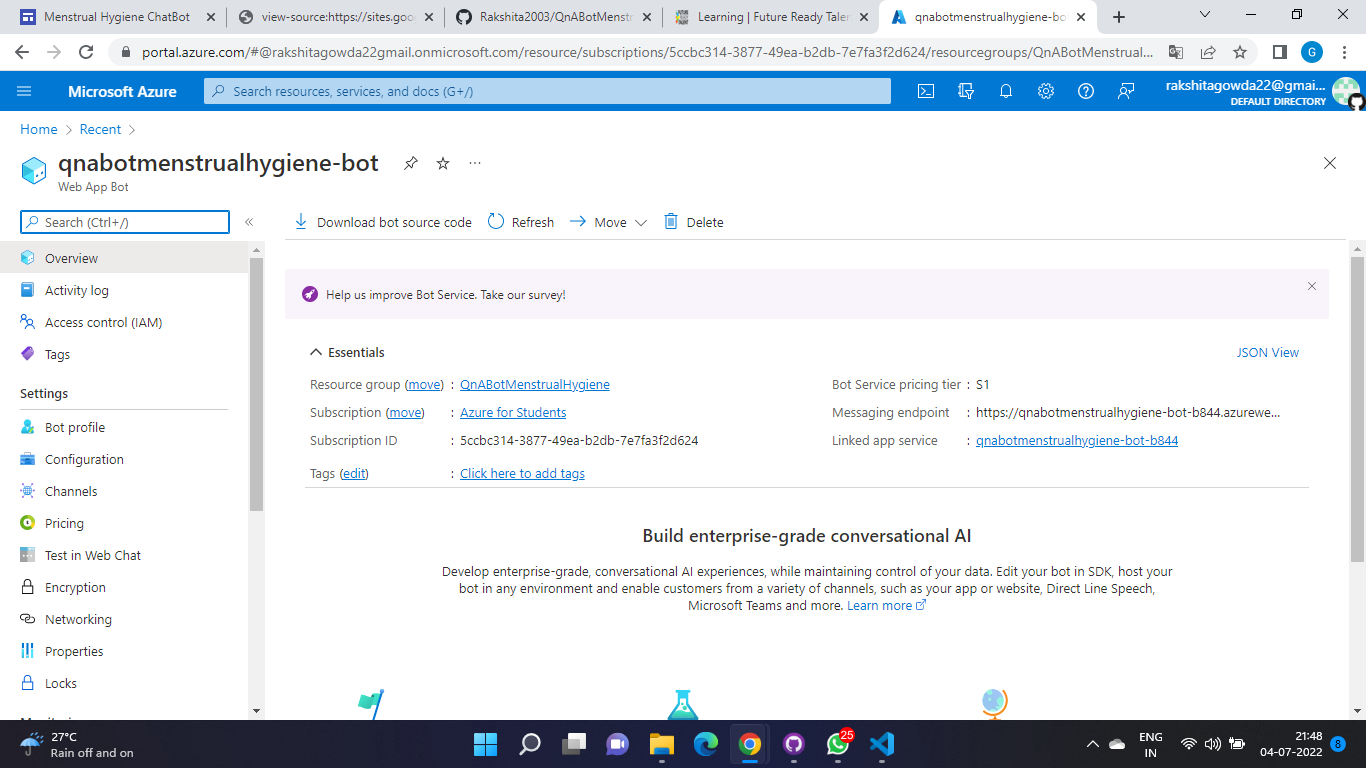 Menstrual Hygiene ChatBot
view-source:https://sites.goo
Rakshita2003/QnABotMenstr
Learning | Future Ready Talen
qnabotmenstrualhygiene-bo
portal.azure.com/#@rakshitagowda22gmail.onmicrosoft.com/resource/subscriptions/5ccbc314-3877-49ea-b2db-7e7fa3f2d624/resourcegroups/QnABotMenstrual...
G
Microsoft Azure
Search resources, services, and docs (G+/)
rakshitagowda22@gmai...
DEFAULT DIRECTORY
Home > Recent >
qnabotmenstrualhygiene-bot
Web App Bot
Search (Ctrl+/)
Download bot source code
Refresh
Move
Delete
Overview
Activity log
Access control (IAM)
Tags
Settings
Bot profile
Configuration
Channels
Pricing
Test in Web Chat
Encryption
Networking
Properties
Locks
Help us improve Bot Service. Take our survey!
Essentials
JSON View
Resource group (move) : QnABotMenstrualHygiene
Subscription (move) : Azure for Students
Subscription ID : 5ccbc314-3877-49ea-b2db-7e7fa3f2d624
Tags (edit) : Click here to add tags
Bot Service pricing tier : S1
Messaging endpoint : https://qnabotmenstrualhygiene-bot-b844.azurewe...
Linked app service : qnabotmenstrualhygiene-bot-b844
Build enterprise-grade conversational AI
Develop enterprise-grade, conversational AI experiences, while maintaining control of your data. Edit your bot in SDK, host your
bot in any environment and enable customers from a variety of channels, such as your app or website, Direct Line Speech,
Microsoft Teams and more. Learn more
27°C
Rain off and on
25
ENG
IN
21:48
04-07-2022
8